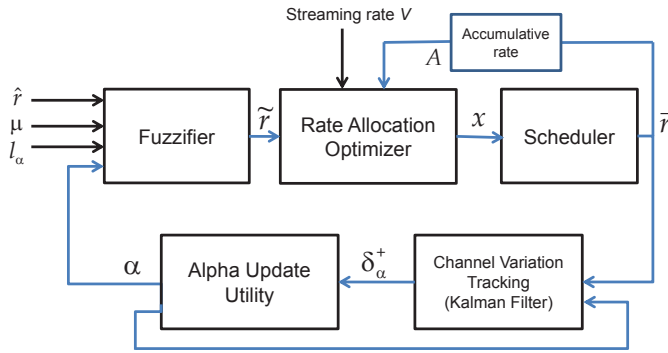 Streaming rate V
Accumulative
rate
A
r̂
μ
l_α
Fuzzifier
r̃
Rate Allocation
Optimizer
x
Scheduler
r̄
α
Alpha Update
Utility
δ_α^+
Channel Variation
Tracking
(Kalman Filter)